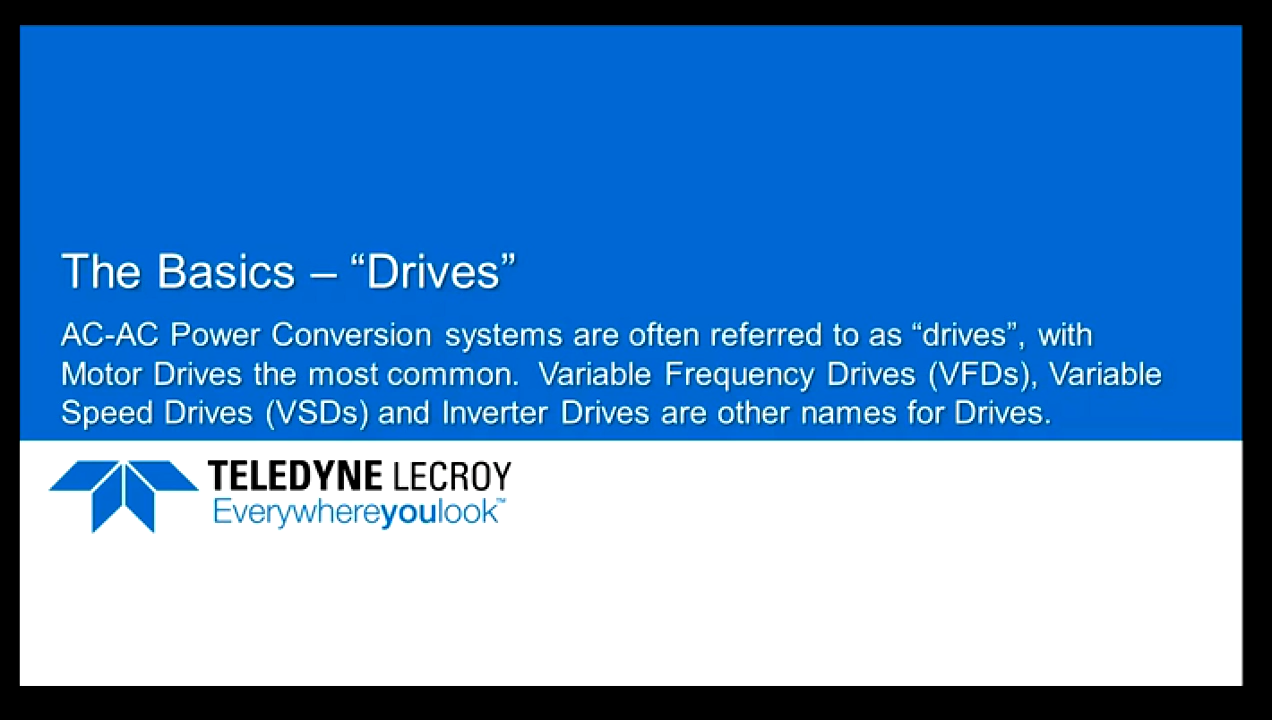 The Basics – “Drives”
AC-AC Power Conversion systems are often referred to as “drives”, with
Motor Drives the most common.  Variable Frequency Drives (VFDs), Variable
Speed Drives (VSDs) and Inverter Drives are other names for Drives.
TELEDYNE LECROY
Everywhereyoulook™